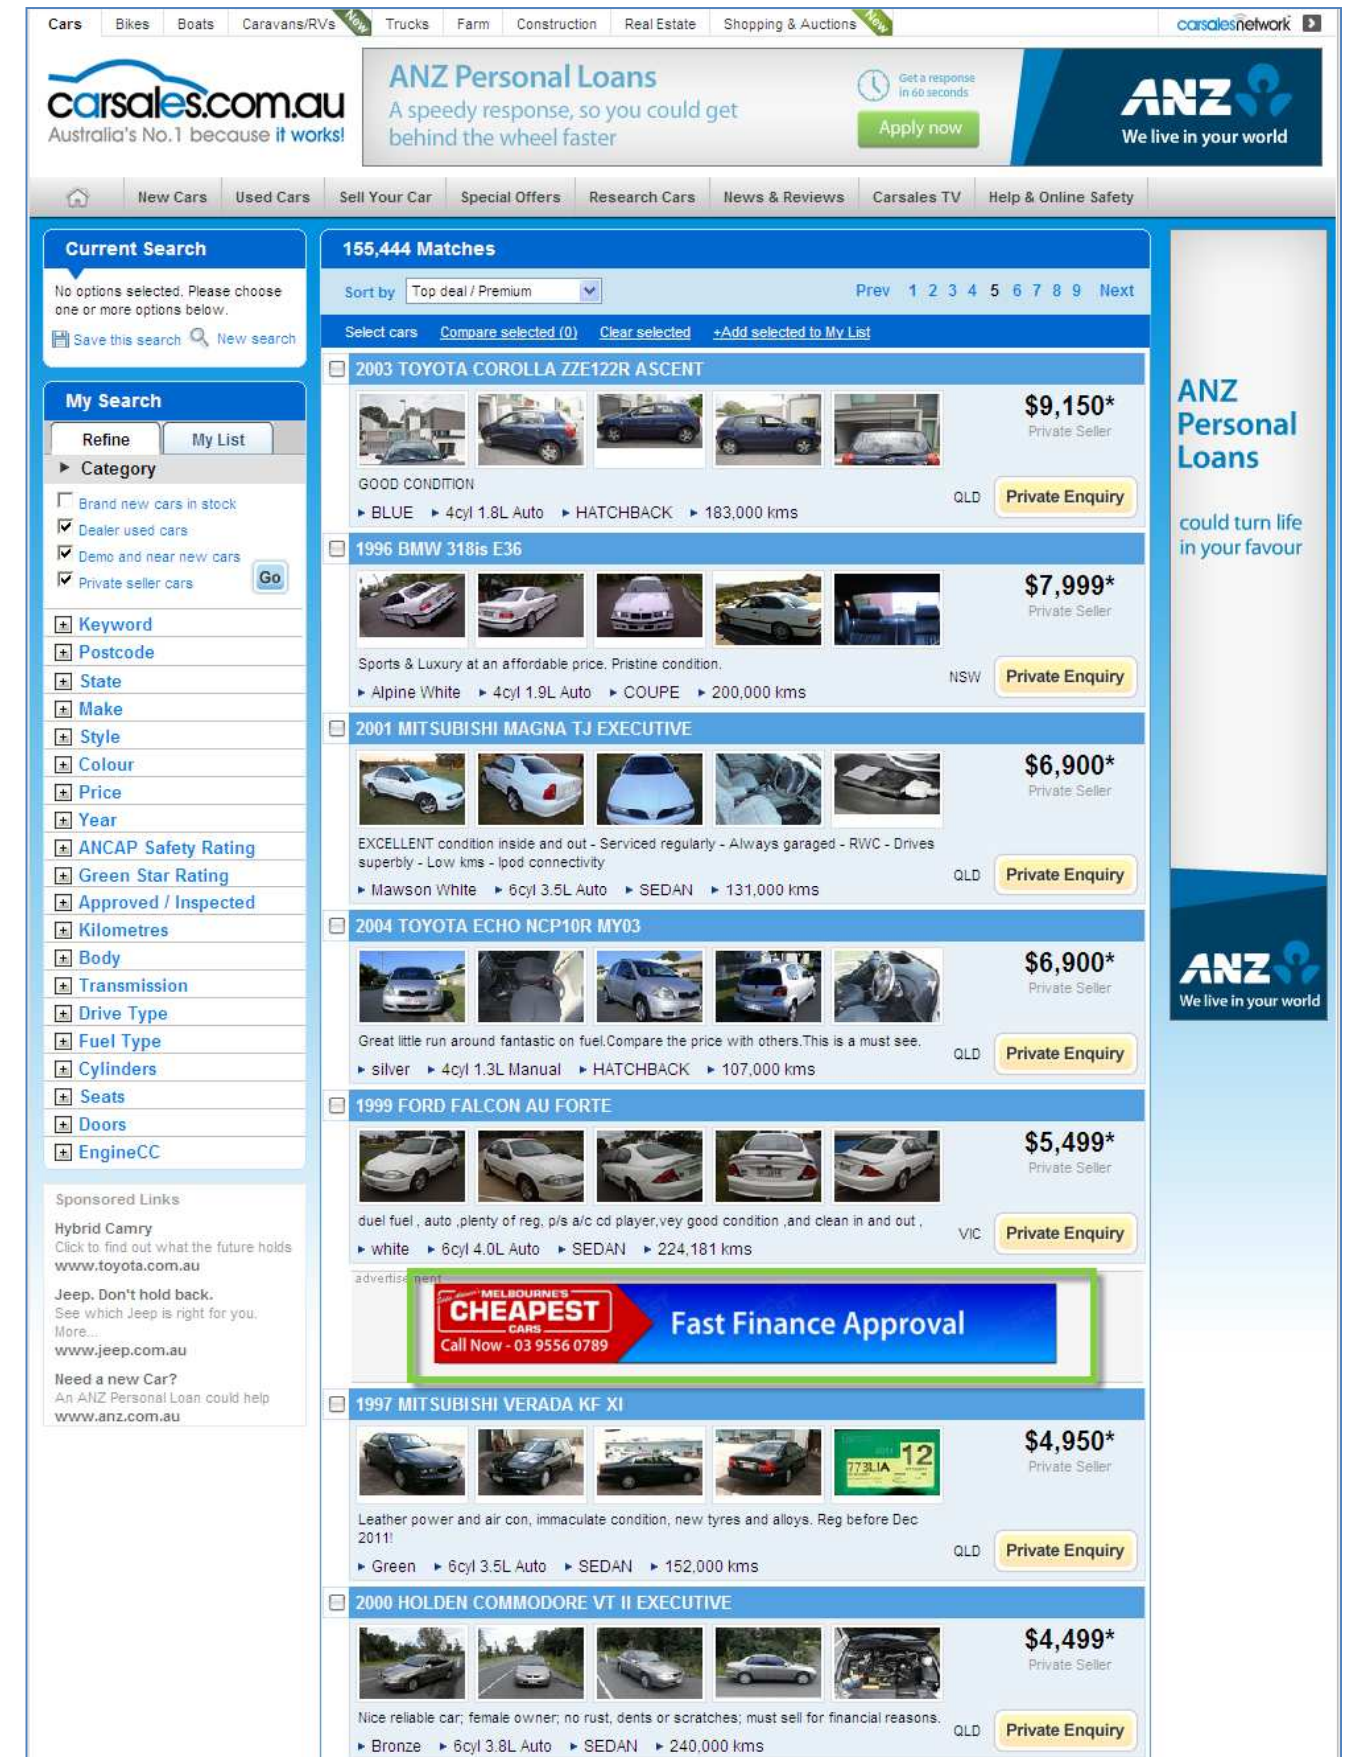 Cars Bikes Boats Caravans/RVs New Trucks Farm Construction Real Estate Shopping & Auctions New carsalesnetwork
carsales.com.au
Australia's No.1 because it works!
ANZ Personal Loans
A speedy response, so you could get
behind the wheel faster
Get a response
in 60 seconds
Apply now
ANZ
We live in your world
New Cars Used Cars Sell Your Car Special Offers Research Cars News & Reviews Carsales TV Help & Online Safety
Current Search
No options selected. Please choose
one or more options below.
Save this search New search
My Search
Refine My List
Category
Brand new cars in stock
Dealer used cars
Demo and near new cars
Private seller cars
Go
Keyword
Postcode
State
Make
Style
Colour
Price
Year
ANCAP Safety Rating
Green Star Rating
Approved / Inspected
Kilometres
Body
Transmission
Drive Type
Fuel Type
Cylinders
Seats
Doors
EngineCC
Sponsored Links
Hybrid Camry
Click to find out what the future holds
www.toyota.com.au
Jeep. Don't hold back.
See which Jeep is right for you.
More...
www.jeep.com.au
Need a new Car?
An ANZ Personal Loan could help
www.anz.com.au
155,444 Matches
Sort by Top deal / Premium Prev 1 2 3 4 5 6 7 8 9 Next
Select cars Compare selected (0) Clear selected +Add selected to My List
2003 TOYOTA COROLLA ZZE122R ASCENT
$9,150*
Private Seller
GOOD CONDITION
BLUE 4cyl 1.8L Auto HATCHBACK 183,000 kms
QLD Private Enquiry
1996 BMW 318is E36
$7,999*
Private Seller
Sports & Luxury at an affordable price. Pristine condition.
Alpine White 4cyl 1.9L Auto COUPE 200,000 kms
NSW Private Enquiry
2001 MITSUBISHI MAGNA TJ EXECUTIVE
$6,900*
Private Seller
EXCELLENT condition inside and out - Serviced regularly - Always garaged - RWC - Drives
superbly - Low kms - Ipod connectivity
Mawson White 6cyl 3.5L Auto SEDAN 131,000 kms
QLD Private Enquiry
2004 TOYOTA ECHO NCP10R MY03
$6,900*
Private Seller
Great little run around fantastic on fuel.Compare the price with others.This is a must see.
silver 4cyl 1.3L Manual HATCHBACK 107,000 kms
QLD Private Enquiry
1999 FORD FALCON AU FORTE
$5,499*
Private Seller
duel fuel , auto ,plenty of reg, p/s a/c cd player,vey good condition ,and clean in and out ,
white 6cyl 4.0L Auto SEDAN 224,181 kms
VIC Private Enquiry
advertisement
MELBOURNE'S
CHEAPEST
CARS
Call Now - 03 9556 0789
Fast Finance Approval
1997 MITSUBISHI VERADA KF XI
12
773LIA
$4,950*
Private Seller
Leather power and air con, immaculate condition, new tyres and alloys. Reg before Dec
2011!
Green 6cyl 3.5L Auto SEDAN 152,000 kms
QLD Private Enquiry
2000 HOLDEN COMMODORE VT II EXECUTIVE
$4,499*
Private Seller
Nice reliable car; female owner; no rust, dents or scratches; must sell for financial reasons.
Bronze 6cyl 3.8L Auto SEDAN 240,000 kms
QLD Private Enquiry
ANZ
Personal
Loans
could turn life
in your favour
ANZ
We live in your world